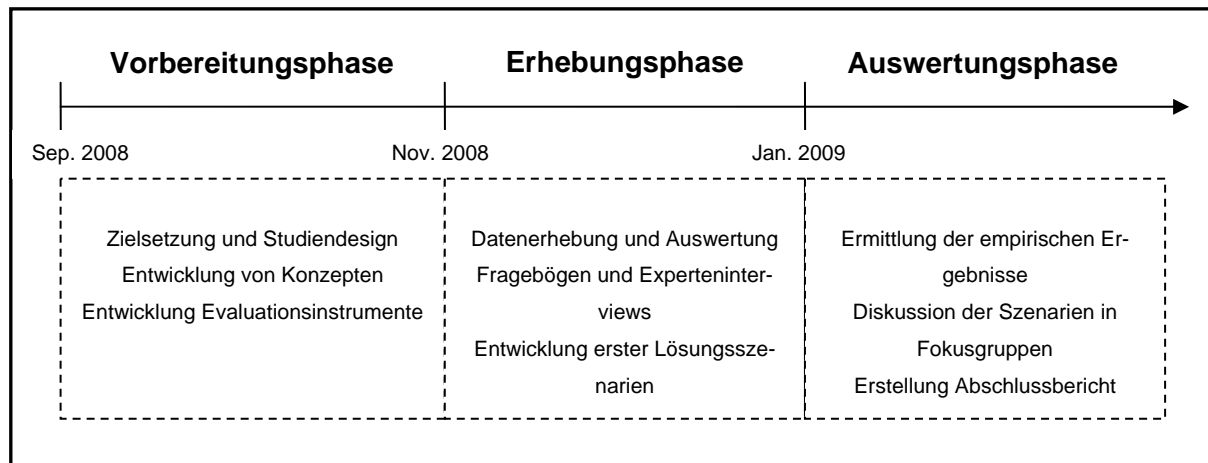 Vorbereitungsphase
Erhebungsphase
Auswertungsphase
Sep. 2008
Nov. 2008
Jan. 2009
Zielsetzung und Studiendesign
Entwicklung von Konzepten
Entwicklung Evaluationsinstrumente
Datenerhebung und Auswertung
Fragebögen und Experteninter-
views
Entwicklung erster Lösungssze-
narien
Ermittlung der empirischen Er-
gebnisse
Diskussion der Szenarien in
Fokusgruppen
Erstellung Abschlussbericht